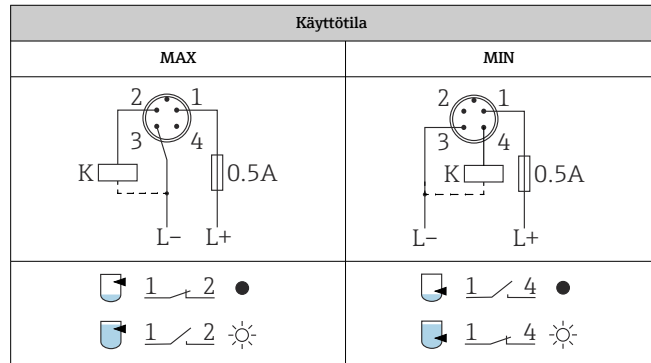 Käyttötila
MAX MIN
2 1 2 1
3 4 3 4
K 0.5A K 0.5A
L– L+ L– L+
1 2 1 4
1 2 1 4